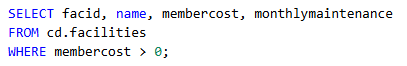 SELECT facid, name, membercost, monthlymaintenance
FROM cd.facilities
WHERE membercost > 0;